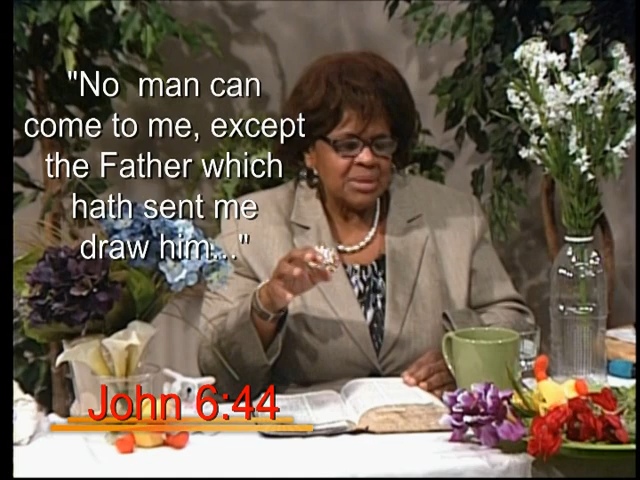 "No man can
come to me, except
the Father which
hath sent me
draw him..."
John 6:44